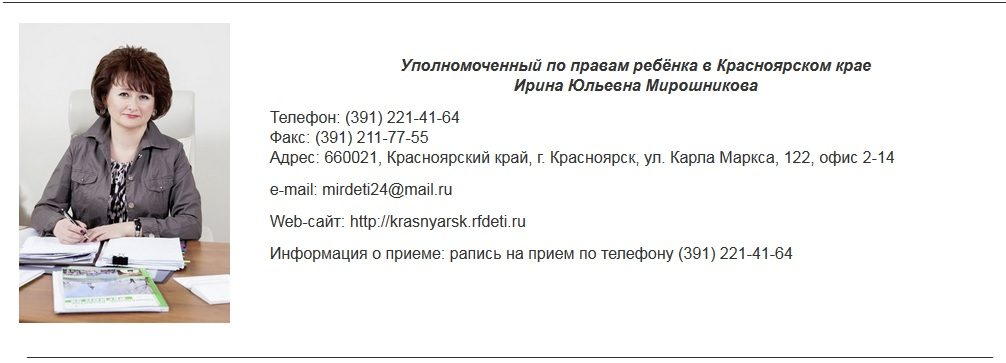 Уполномоченный по правам ребёнка в Красноярском крае
Ирина Юльевна Мирошникова
Телефон: (391) 221-41-64
Факс: (391) 211-77-55
Адрес: 660021, Красноярский край, г. Красноярск, ул. Карла Маркса, 122, офис 2-14
e-mail: mirdeti24@mail.ru
Web-сайт: http://krasnyarsk.rfdeti.ru
Информация о приеме: рапись на прием по телефону (391) 221-41-64